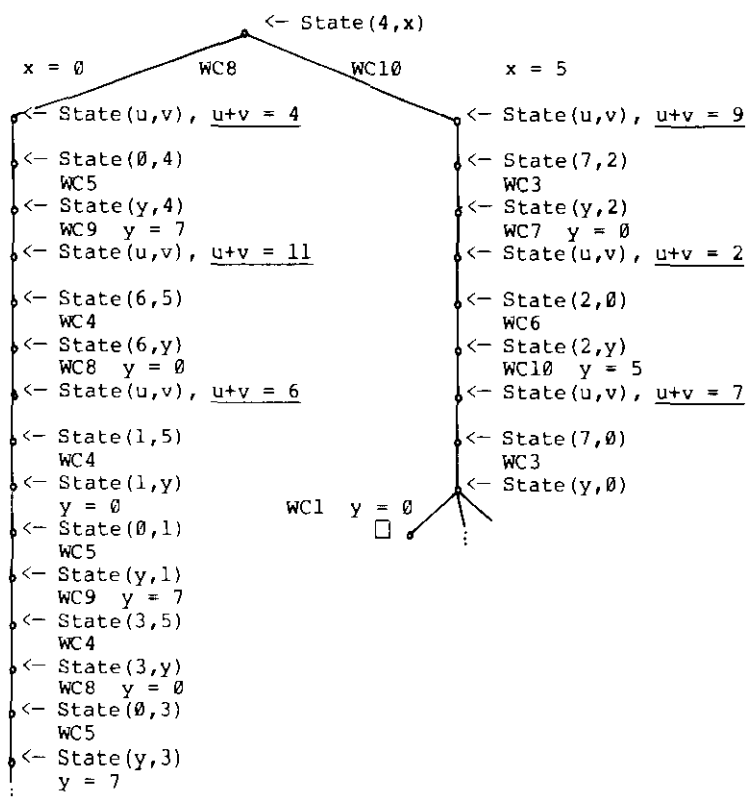 <- State(4,x)
x = 0 WC8 WC10 x = 5
<- State(u,v), u+v = 4 <- State(u,v), u+v = 9
<- State(0,4) <- State(7,2)
WC5 WC3
<- State(y,4) <- State(y,2)
WC9 y = 7 WC7 y = 0
<- State(u,v), u+v = 11 <- State(u,v), u+v = 2
<- State(6,5) <- State(2,0)
WC4 WC6
<- State(6,y) <- State(2,y)
WC8 y = 0 WC10 y = 5
<- State(u,v), u+v = 6 <- State(u,v), u+v = 7
<- State(1,5) <- State(7,0)
WC4 WC3
<- State(1,y) <- State(y,0)
y = 0 WC1 y = 0
<- State(0,1)
WC5
<- State(y,1)
WC9 y = 7
<- State(3,5)
WC4
<- State(3,y)
WC8 y = 0
<- State(0,3)
WC5
<- State(y,3)
y = 7